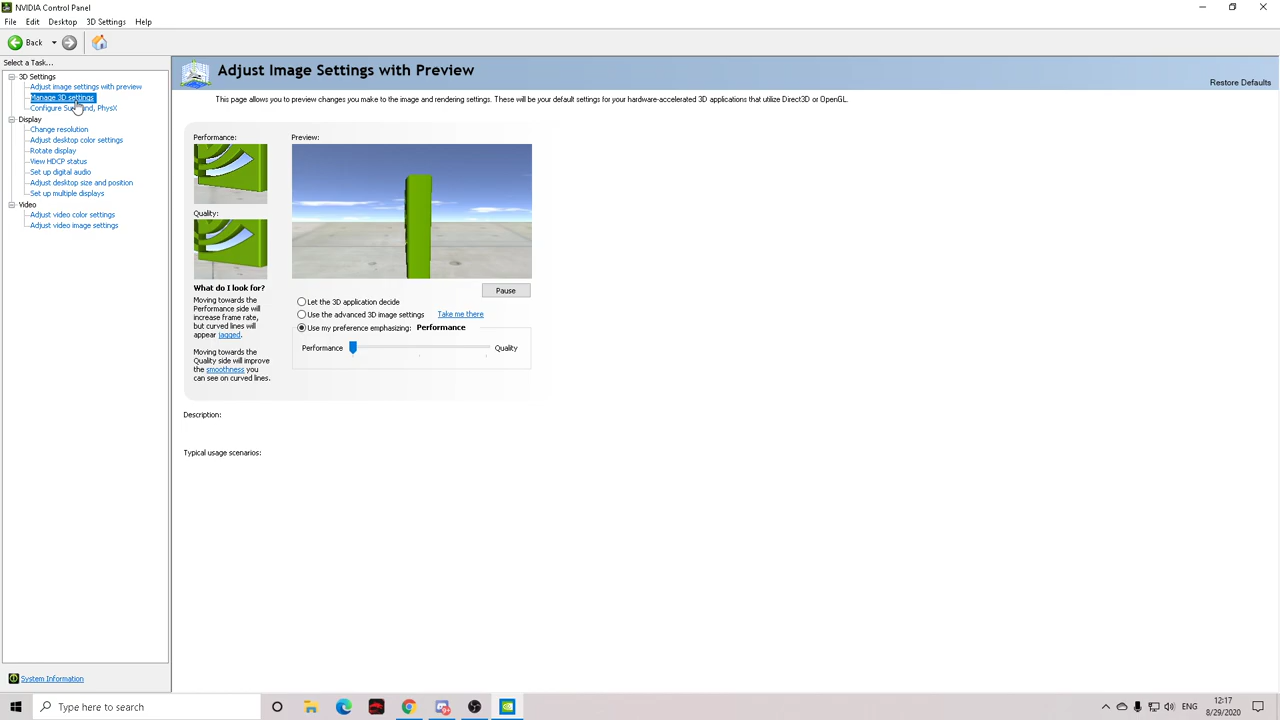 NVIDIA Control Panel
File Edit Desktop 3D Settings Help
Back
Select a Task...
3D Settings
Adjust image settings with preview
Manage 3D settings
Configure Surround, PhysX
Display
Change resolution
Adjust desktop color settings
Rotate display
View HDCP status
Set up digital audio
Adjust desktop size and position
Set up multiple displays
Video
Adjust video color settings
Adjust video image settings
System Information
Adjust Image Settings with Preview
Restore Defaults
This page allows you to preview changes you make to the image and rendering settings. These will be your default settings for your hardware-accelerated 3D applications that utilize Direct3D or OpenGL.
Performance:
Quality:
What do I look for?
Moving towards the
Performance side will
increase frame rate,
but curved lines will
appear jagged.
Moving towards the
Quality side will improve
the smoothness you
can see on curved lines.
Preview:
Pause
Let the 3D application decide
Use the advanced 3D image settings Take me there
Use my preference emphasizing: Performance
Performance Quality
Description:
Typical usage scenarios:
Type here to search
ENG
12:17
8/29/2020